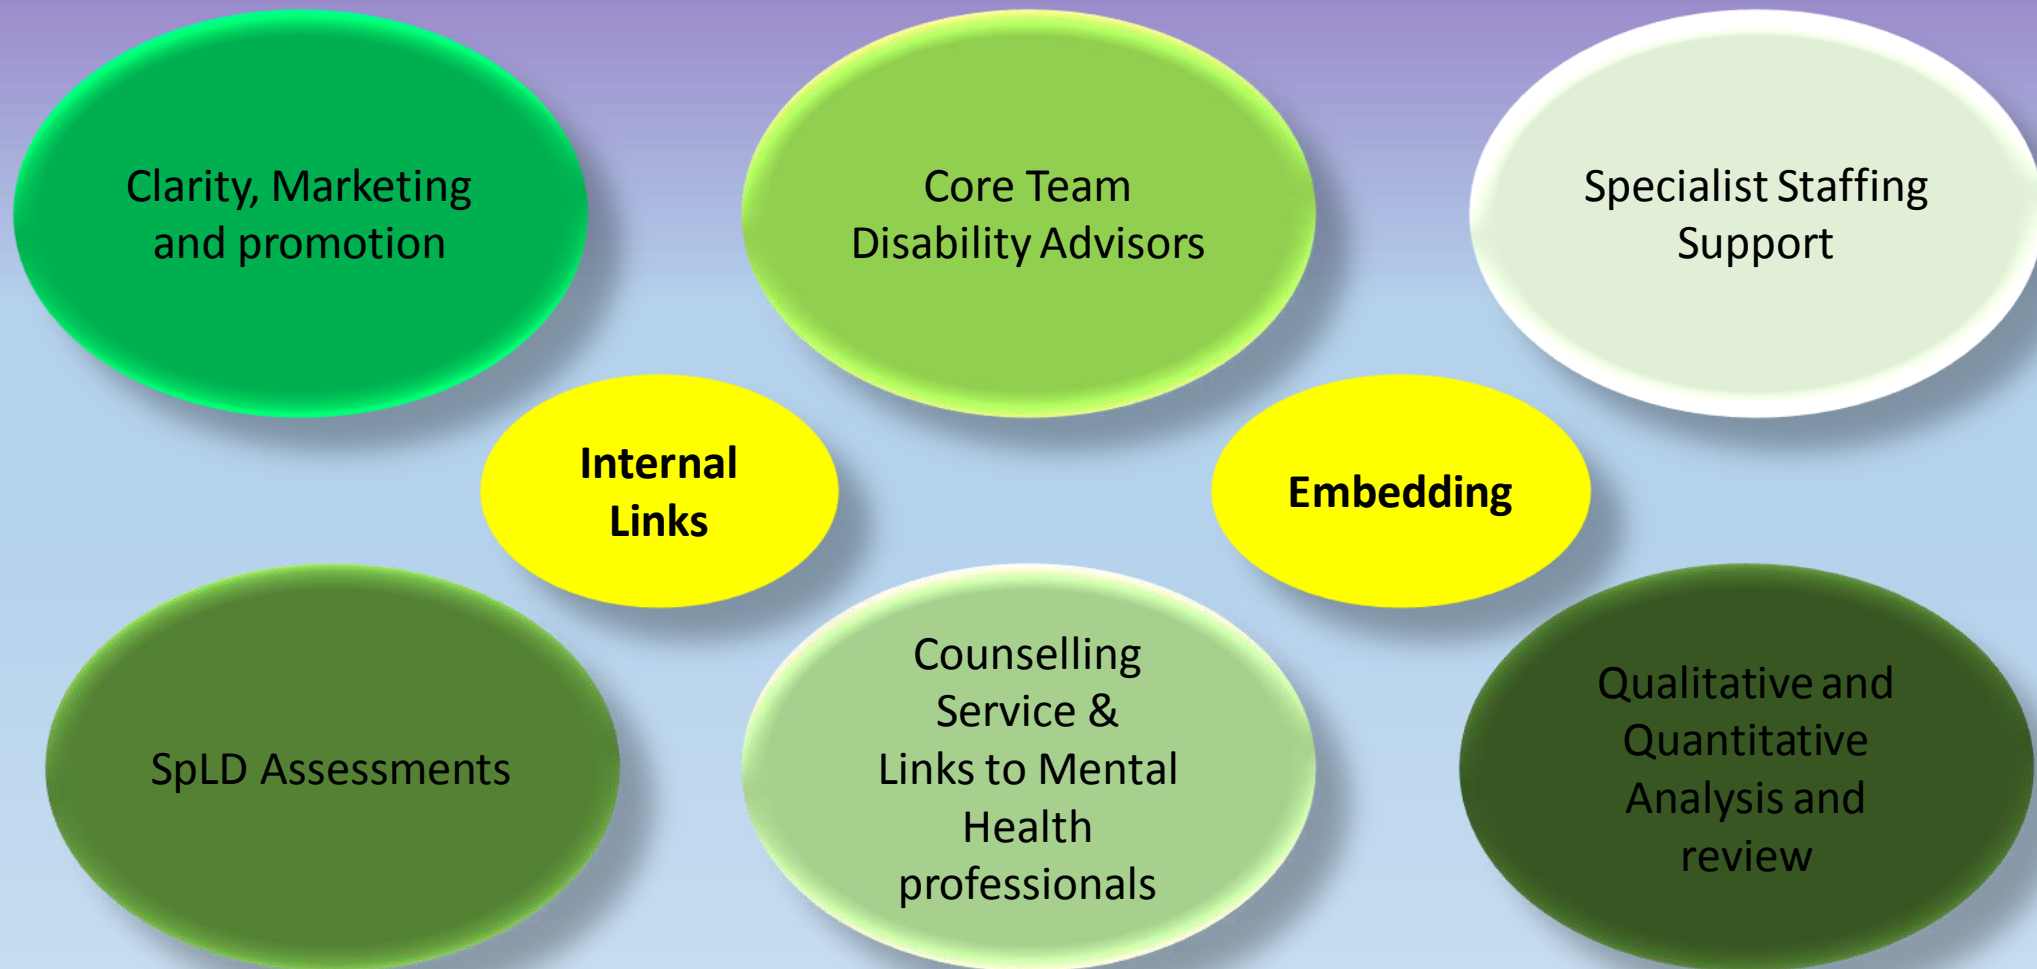 Clarity, Marketing
and promotion
Core Team
Disability Advisors
Specialist Staffing
Support
Internal
Links
Embedding
SpLD Assessments
Counselling
Service &
Links to Mental
Health
professionals
Qualitative and
Quantitative
Analysis and
review